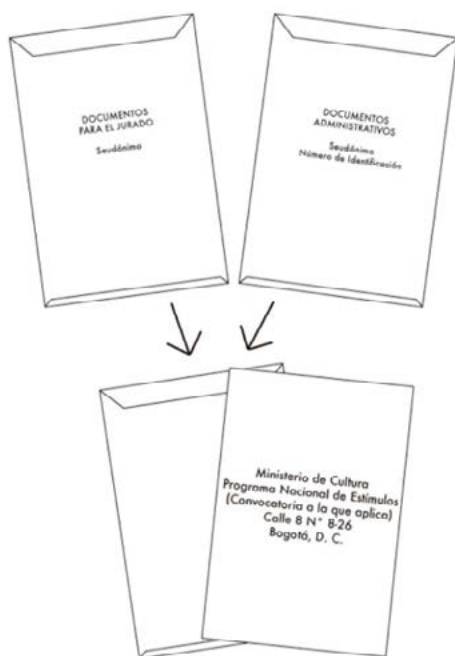 DOCUMENTOS
PARA EL JURADO
Seudónimo
DOCUMENTOS
ADMINISTRATIVOS
Seudónimo
Número de Identificación
Ministerio de Cultura
Programa Nacional de Estímulos
(Convocatoria a la que aplica)
Calle 8 N° 8-26
Bogotá, D. C.